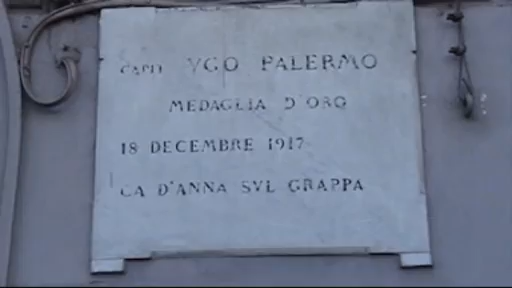 CAPIT VGO PALERMO
MEDAGLIA D'ORO
18 DECEMBRE 1917
CA D'ANNA SVL GRAPPA